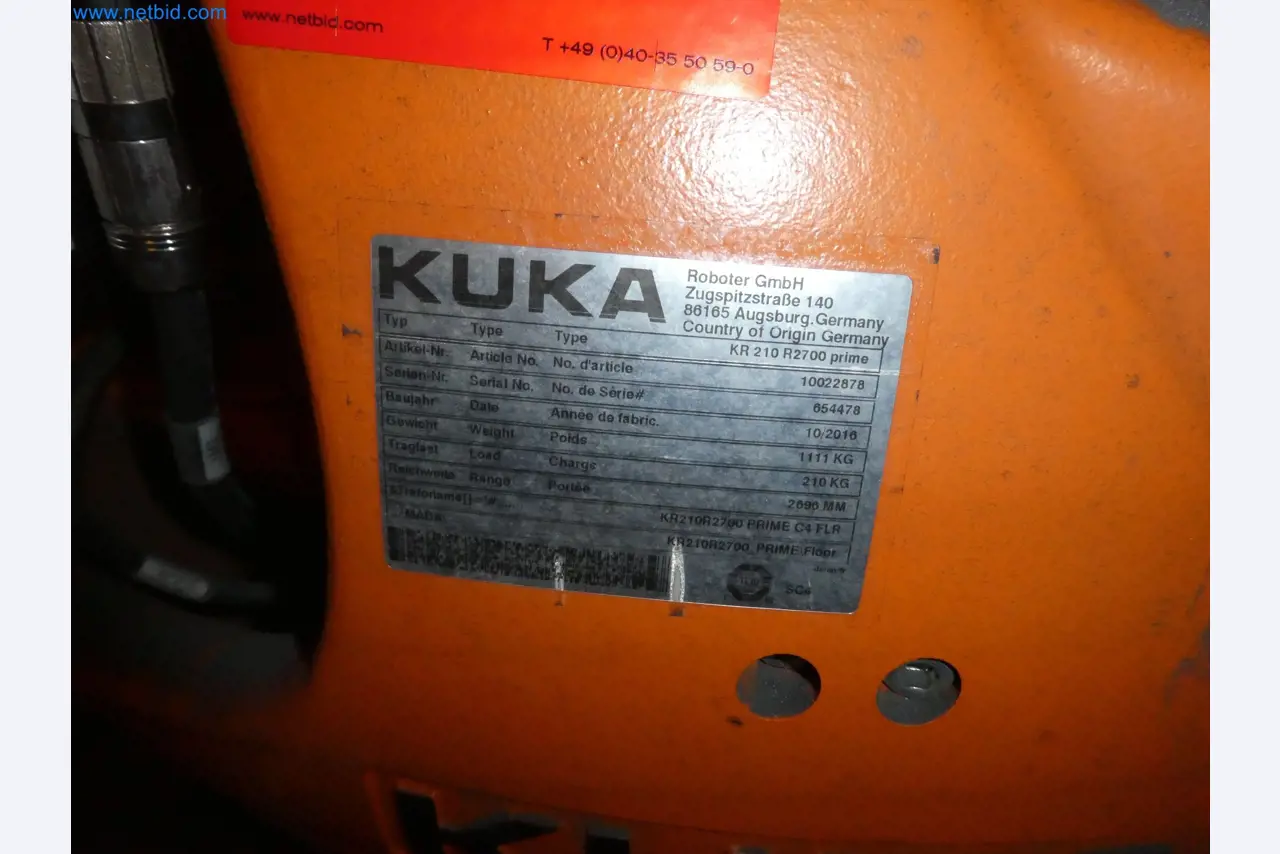 www.netbid.com
www.netbid.com
T +49 (0)40-35 50 59-0
KUKA
Roboter GmbH
Zugspitzstraße 140
86165 Augsburg.Germany
Country of Origin Germany
Typ Type Type KR 210 R2700 prime
Artikel-Nr. Article No. No. d'article 10022878
Serien-Nr. Serial No. No. de Série# 654478
Baujahr Date Année de fabric. 10/2016
Gewicht Weight Poids 1111 KG
Traglast Load Charge 210 KG
Reichweite Range Portée 2696 MM
KR210R2700 PRIME C4 FLR
KR210R2700_PRIME Floor
SC4